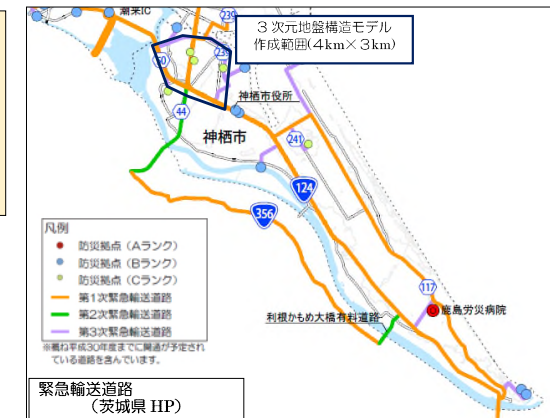 潮来IC
239
３次元地盤構造モデル
作成範囲(４km×３km)
50
239
神栖市役所
44
神栖市
241
124
356
凡例
防災拠点（Aランク）
防災拠点（Bランク）
防災拠点（Cランク）
第１次緊急輸送道路
第２次緊急輸送道路
第３次緊急輸送道路
※概ね平成30年度までに開通が予定され
ている道路を含んでいます。
117
鹿島労災病院
利根かもめ大橋有料道路
緊急輸送道路
（茨城県 HP）